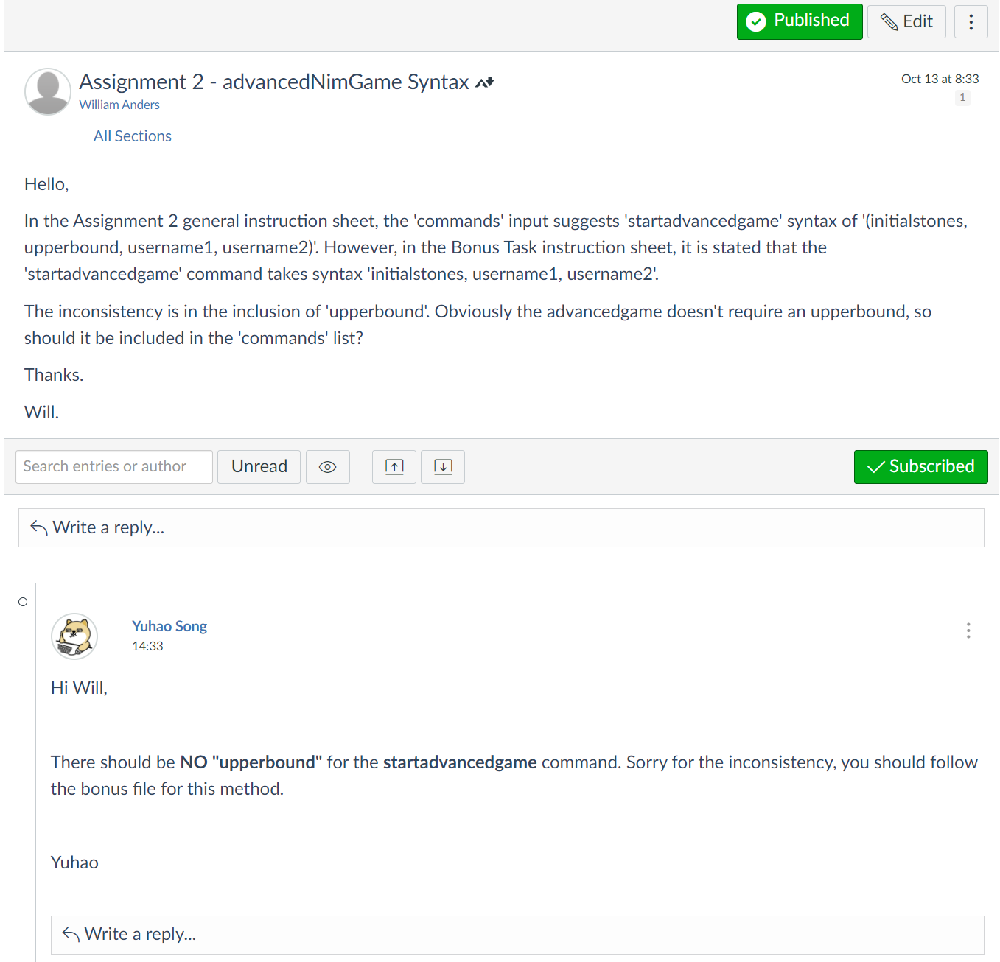 Published
Edit
Assignment 2 - advancedNimGame Syntax
Oct 13 at 8:33
William Anders
1
All Sections
Hello,
In the Assignment 2 general instruction sheet, the 'commands' input suggests 'startadvancedgame' syntax of '(initialstones,
upperbound, username1, username2)'. However, in the Bonus Task instruction sheet, it is stated that the
'startadvancedgame' command takes syntax 'initialstones, username1, username2'.
The inconsistency is in the inclusion of 'upperbound'. Obviously the advancedgame doesn't require an upperbound, so
should it be included in the 'commands' list?
Thanks.
Will.
Search entries or author
Unread
Subscribed
Write a reply...
Yuhao Song
14:33
Hi Will,
There should be NO "upperbound" for the startadvancedgame command. Sorry for the inconsistency, you should follow
the bonus file for this method.
Yuhao
Write a reply...